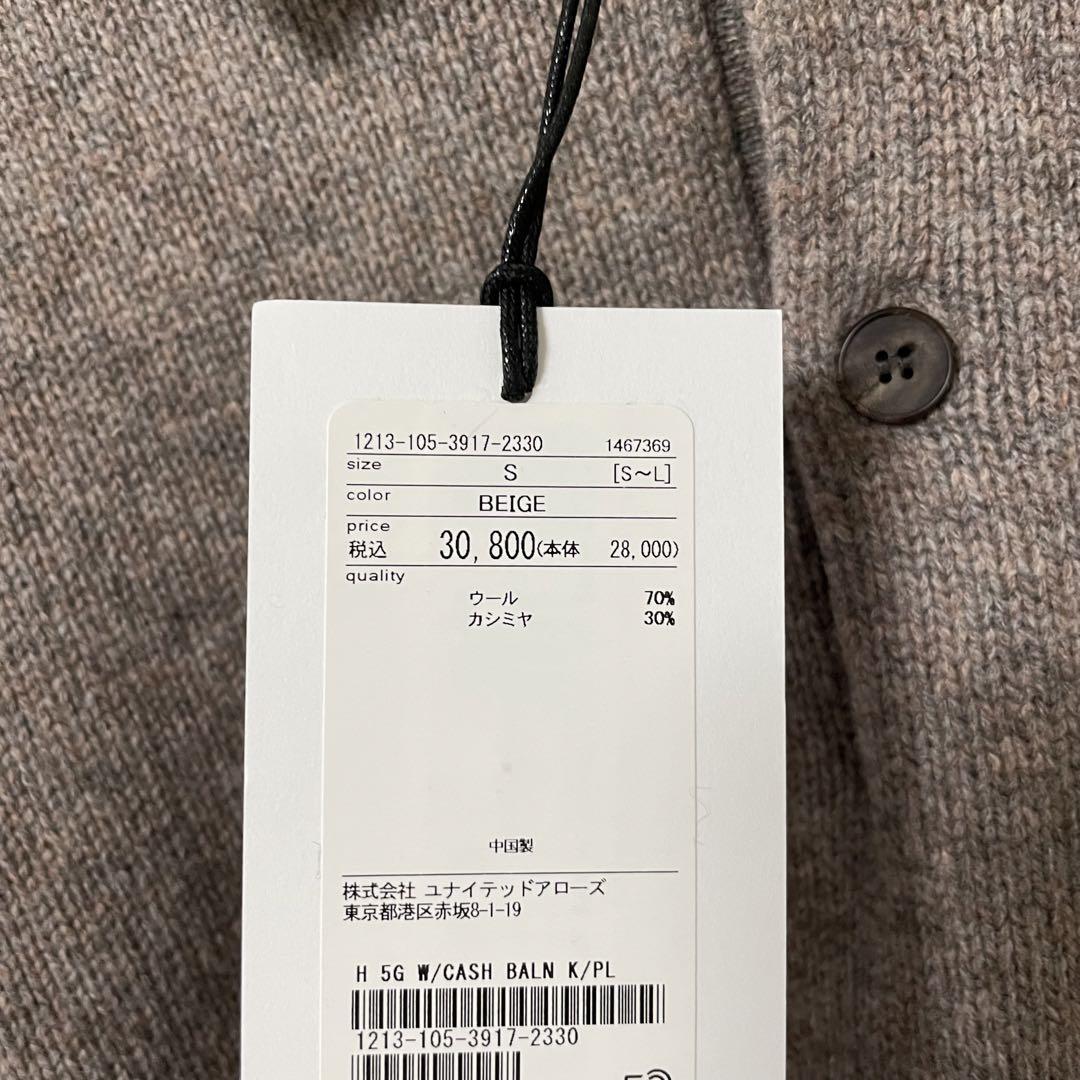 1213-105-3917-2330 1467369
size S [S～L]
color BEIGE
price
税込 30,800(本体 28,000)
quality
ウール 70%
カシミヤ 30%
中国製
株式会社 ユナイテッドアローズ
東京都港区赤坂8-1-19
H 5G W/CASH BALN K/PL
1213-105-3917-2330